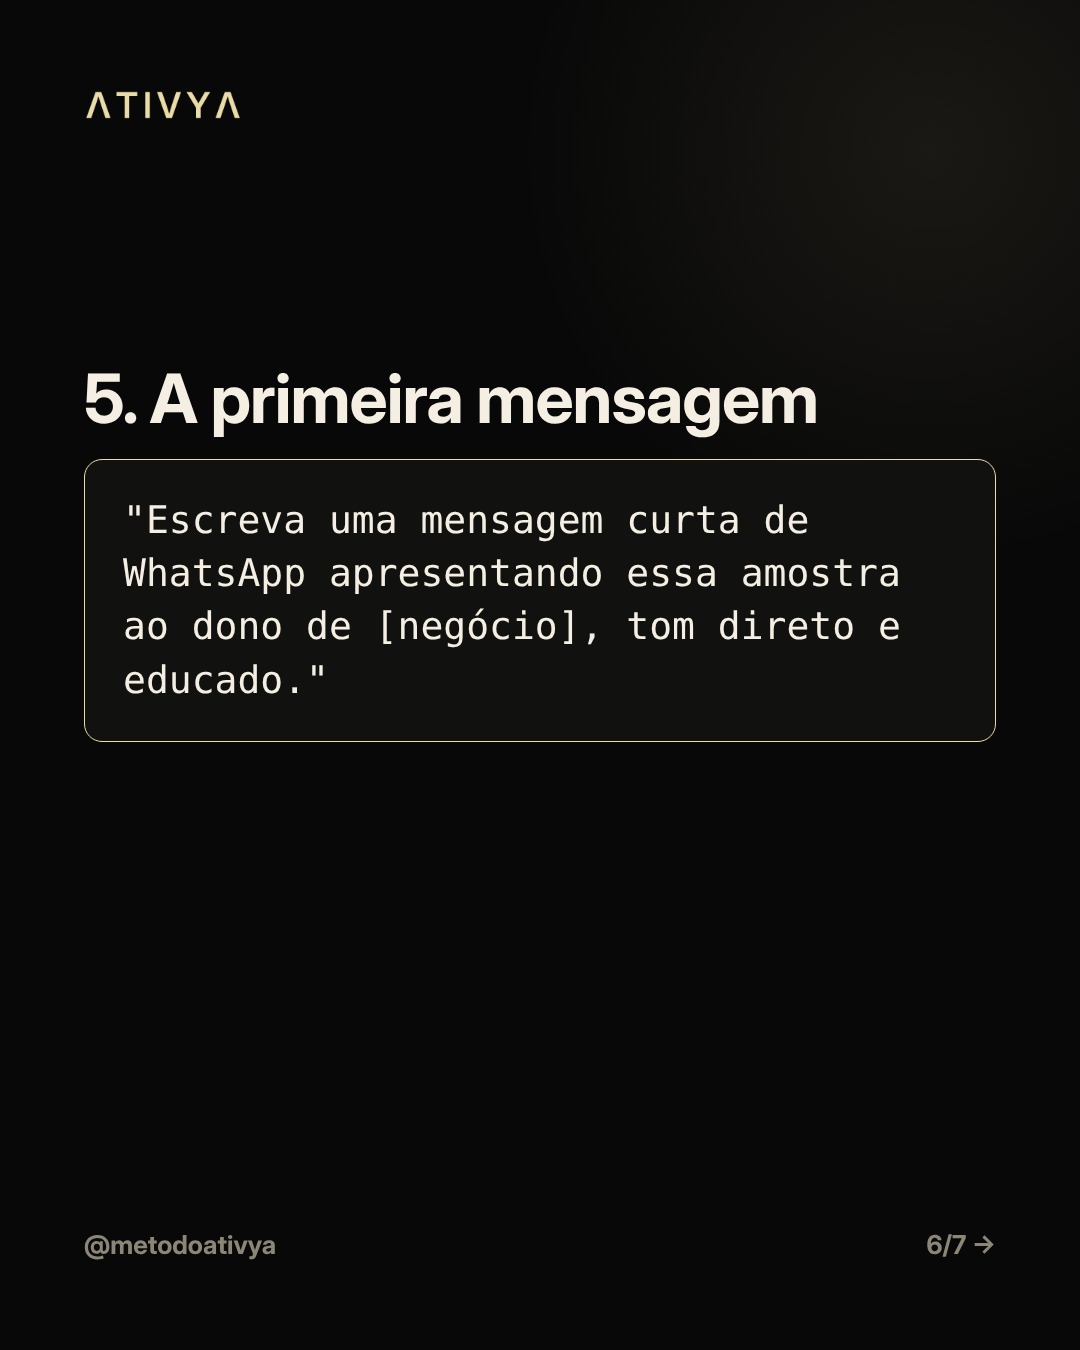 ATIVYA
5. A primeira mensagem
"Escreva uma mensagem curta de
WhatsApp apresentando essa amostra
ao dono de [negócio], tom direto e
educado."
@metodoativya
6/7 →